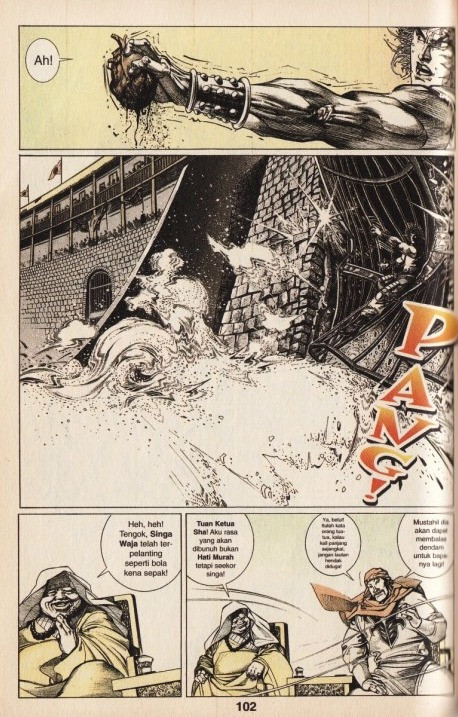 Ah!
PANG!
Heh, heh!
Tengok, Singa
Waja telah ter-
pelanting
seperti bola
kena sepak!
Tuan Ketua
Sha! Aku rasa
yang akan
dibunuh bukan
Hati Murah
tetapi seekor
singa!
Ya, betul!
Itulah kata
orang tua-
tua, kalau
kail panjang
sejengkal,
jangan lautan
hendak
diduga!
Mustahil dia
akan dapat
membalas
dendam
untuk bapa
nya lagi!
102